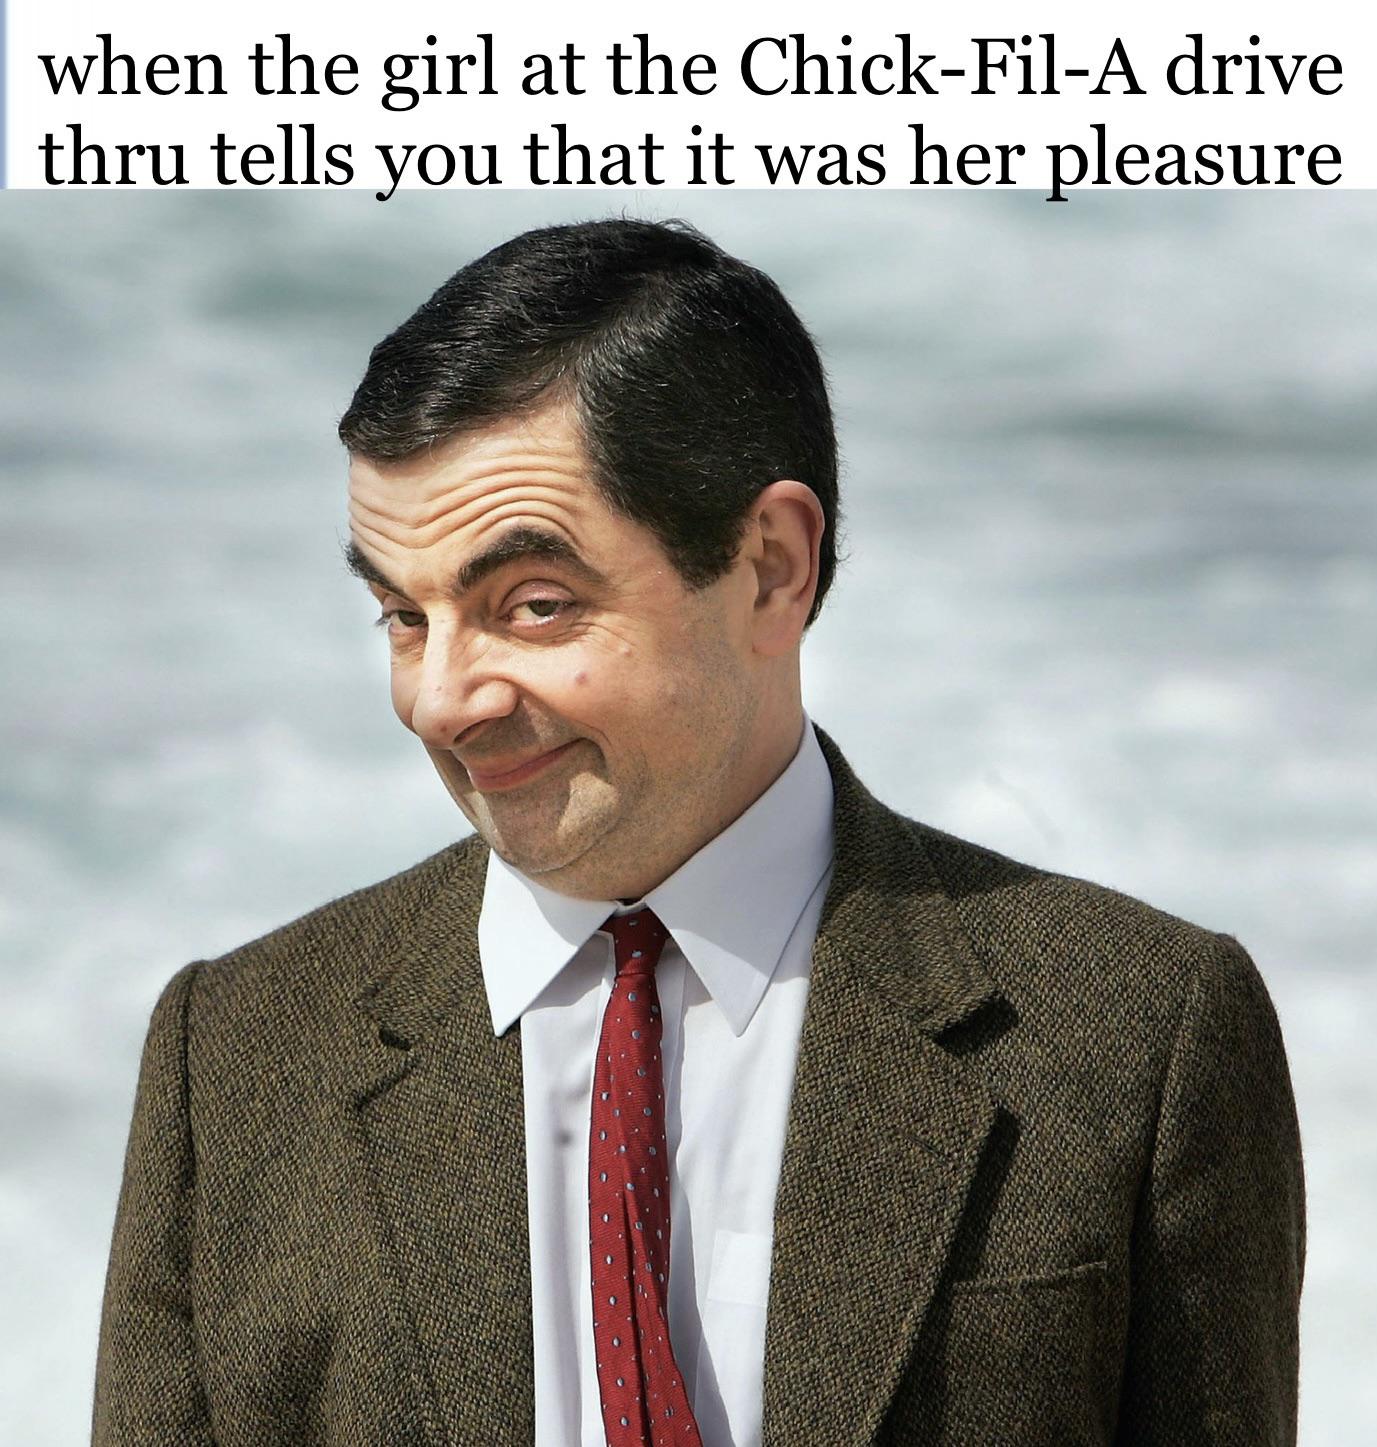 when the girl at the Chick-Fil-A drive
thru tells you that it was her pleasure